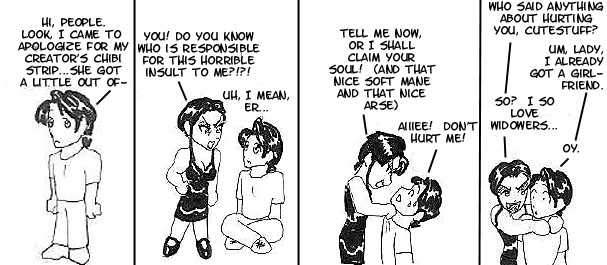 HI, PEOPLE.
LOOK, I CAME TO
APOLOGIZE FOR MY
CREATOR'S CHIBI
STRIP...SHE GOT
A LITTLE OUT OF-
YOU! DO YOU KNOW
WHO IS RESPONSIBLE
FOR THIS HORRIBLE
INSULT TO ME?!?!
UH, I MEAN,
ER...
TELL ME NOW,
OR I SHALL
CLAIM YOUR
SOUL! (AND THAT
NICE SOFT MANE
AND THAT NICE
ARSE)
AIIIEE! DON'T
HURT ME!
WHO SAID ANYTHING
ABOUT HURTING
YOU, CUTESTUFF?
UM, LADY,
I ALREADY
GOT A GIRL-
FRIEND.
SO? I SO
LOVE
WIDOWERS...
OY.